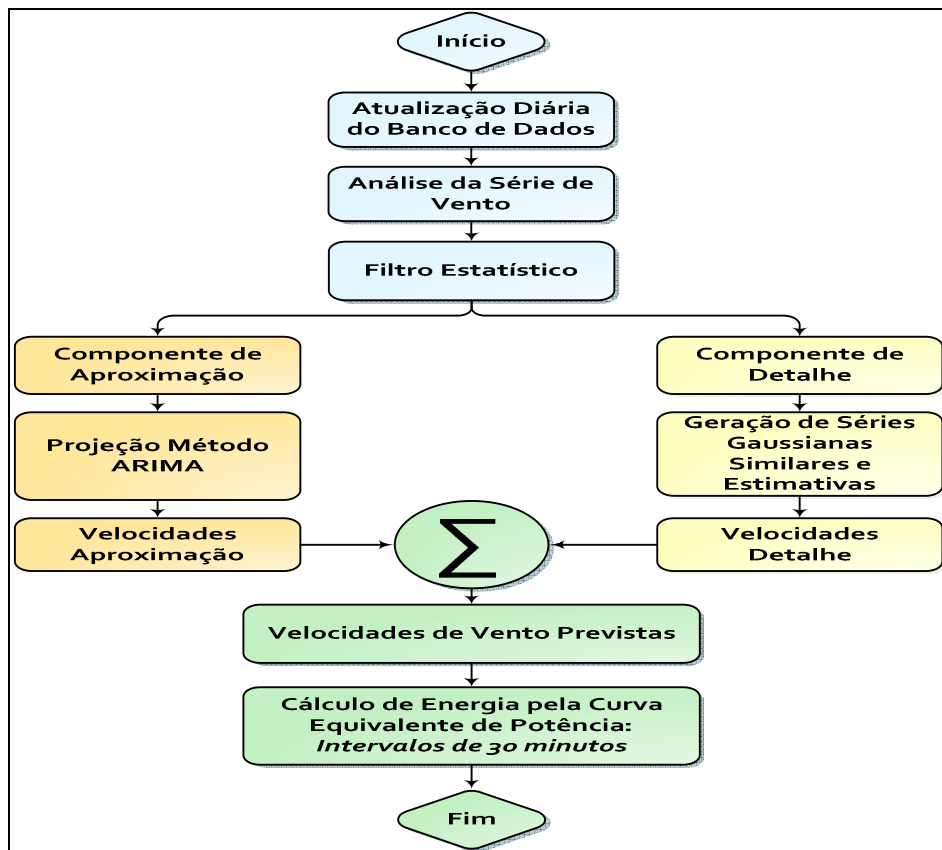 Início
Atualização Diária
do Banco de Dados
Análise da Série de
Vento
Filtro Estatístico
Componente de
Aproximação
Componente de
Detalhe
Projeção Método
ARIMA
Geração de Séries
Gaussianas
Similares e
Estimativas
Velocidades
Aproximação
∑
Velocidades
Detalhe
Velocidades de Vento Previstas
Cálculo de Energia pela Curva
Equivalente de Potência:
Intervalos de 30 minutos
Fim